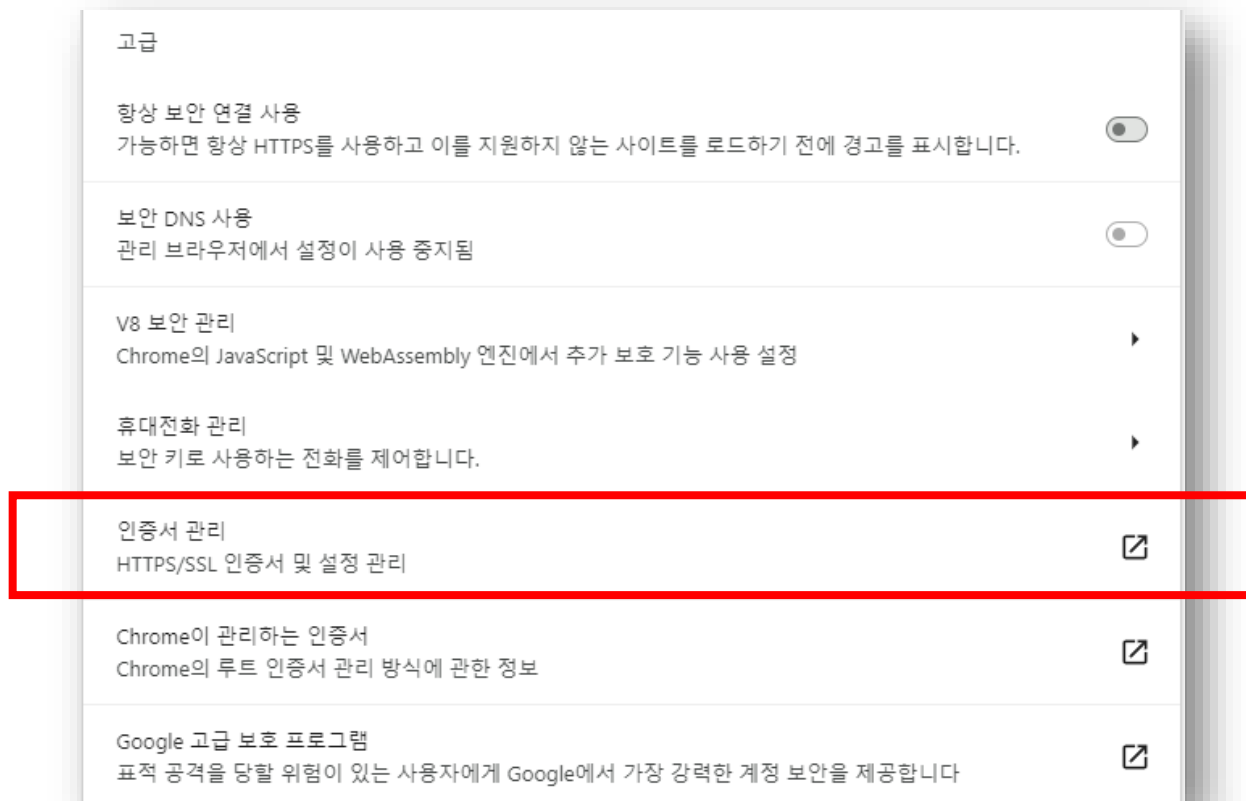 고급
항상 보안 연결 사용
가능하면 항상 HTTPS를 사용하고 이를 지원하지 않는 사이트를 로드하기 전에 경고를 표시합니다.
보안 DNS 사용
관리 브라우저에서 설정이 사용 중지됨
V8 보안 관리
Chrome의 JavaScript 및 WebAssembly 엔진에서 추가 보호 기능 사용 설정
휴대전화 관리
보안 키로 사용하는 전화를 제어합니다.
인증서 관리
HTTPS/SSL 인증서 및 설정 관리
Chrome이 관리하는 인증서
Chrome의 루트 인증서 관리 방식에 관한 정보
Google 고급 보호 프로그램
표적 공격을 당할 위험이 있는 사용자에게 Google에서 가장 강력한 계정 보안을 제공합니다